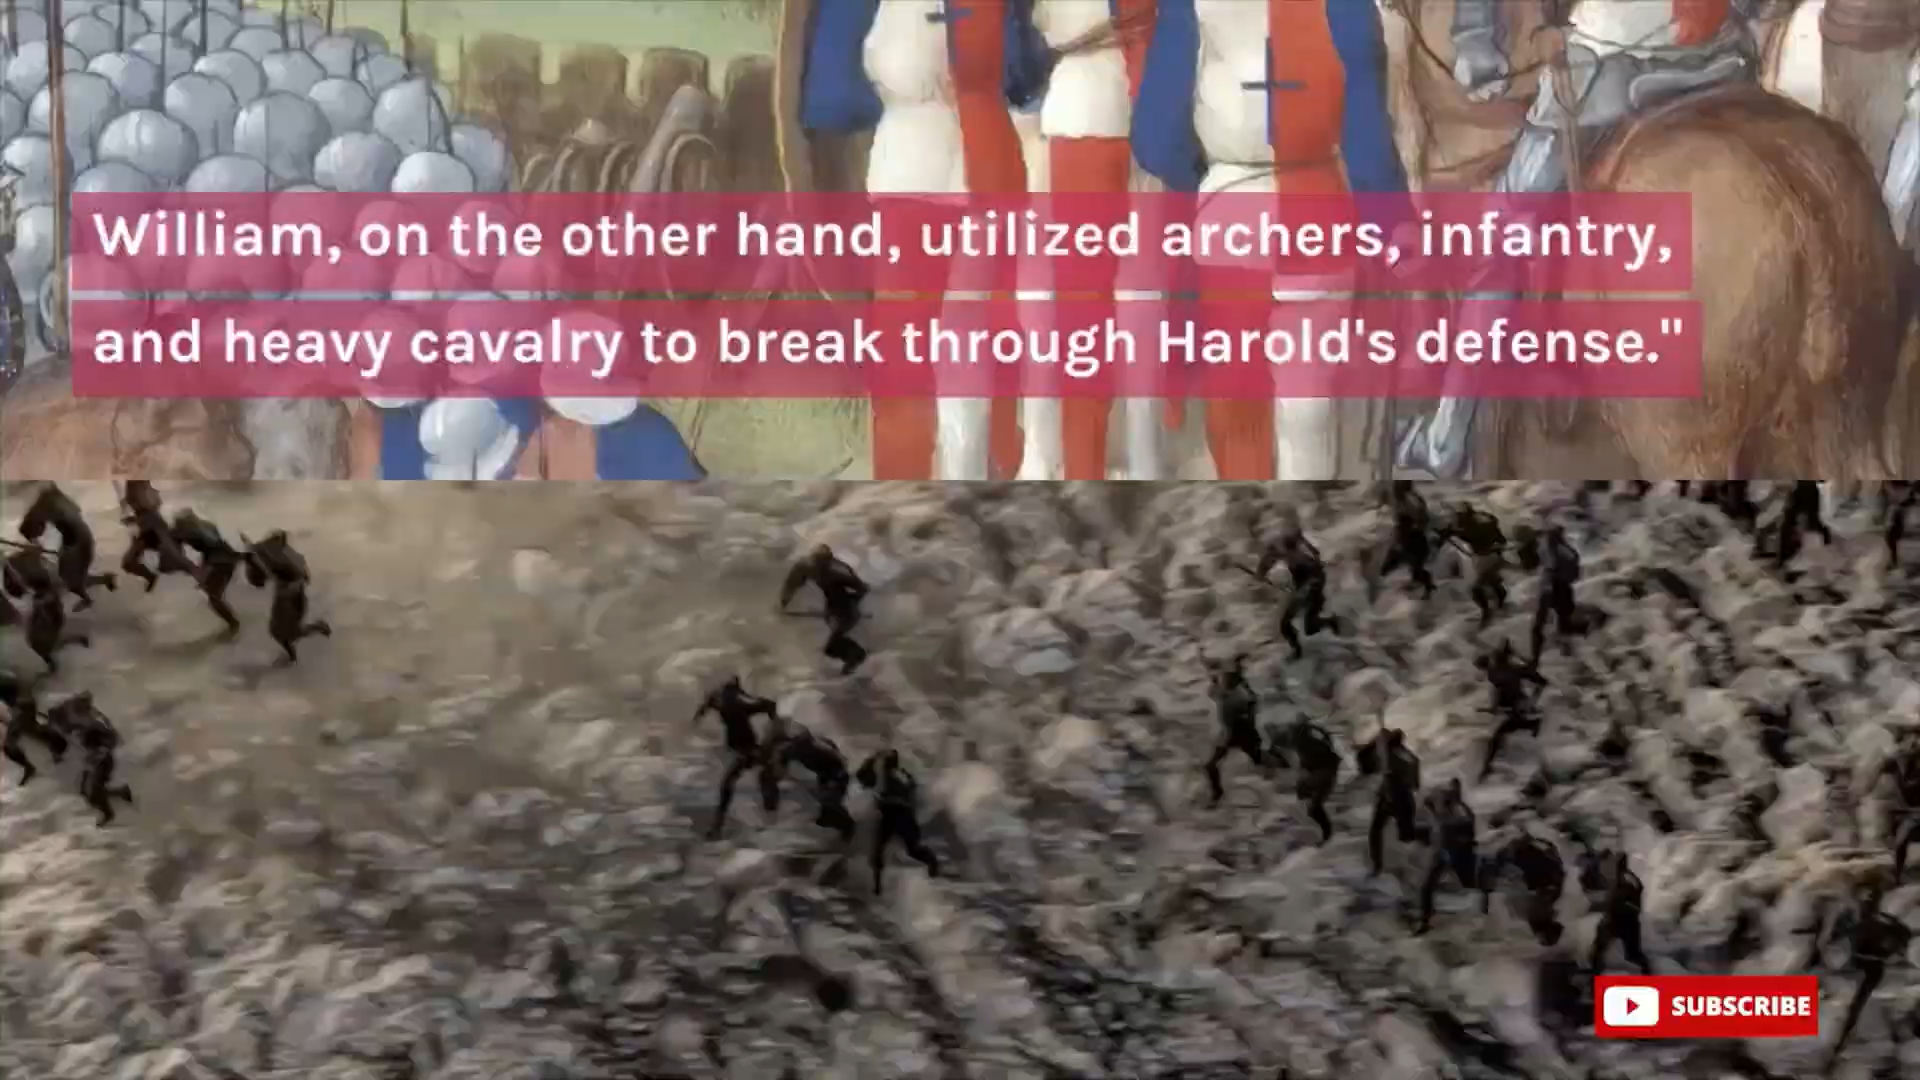 William, on the other hand, utilized archers, infantry,
and heavy cavalry to break through Harold's defense."
SUBSCRIBE